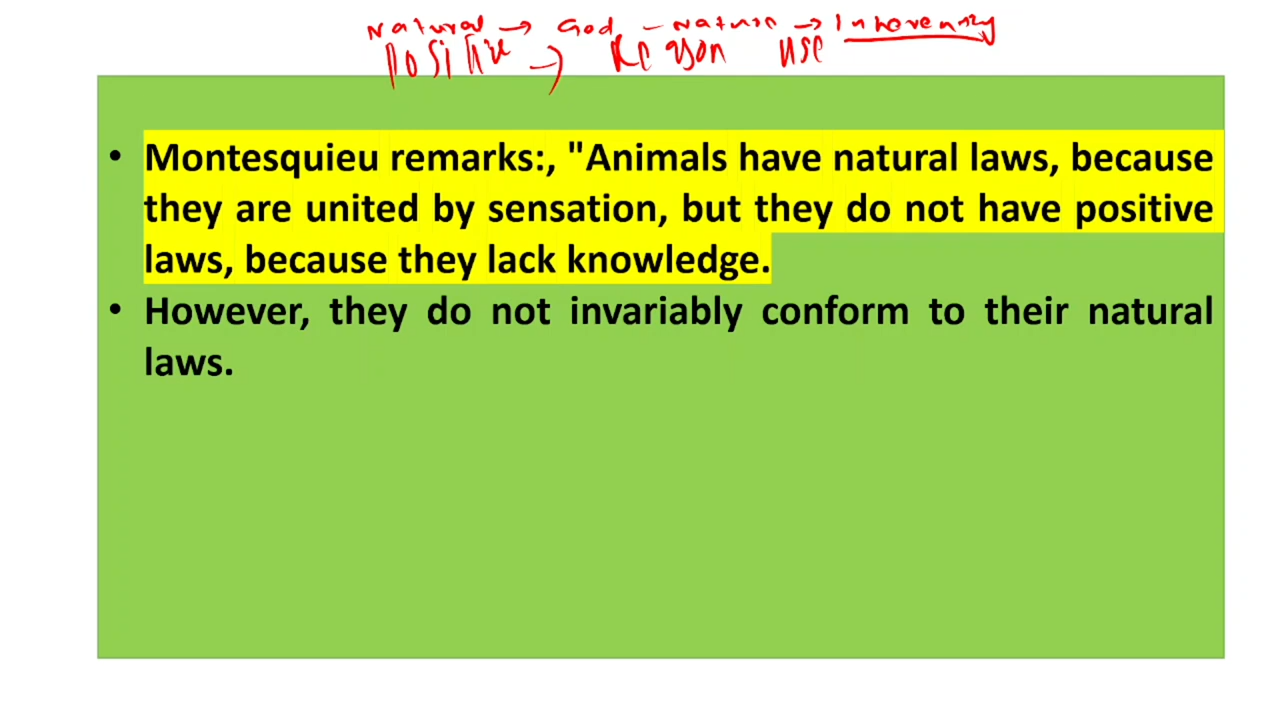 Natural → God - Nature → Inherently
Positive → Reason use
• Montesquieu remarks:, "Animals have natural laws, because
they are united by sensation, but they do not have positive
laws, because they lack knowledge.
• However, they do not invariably conform to their natural
laws.